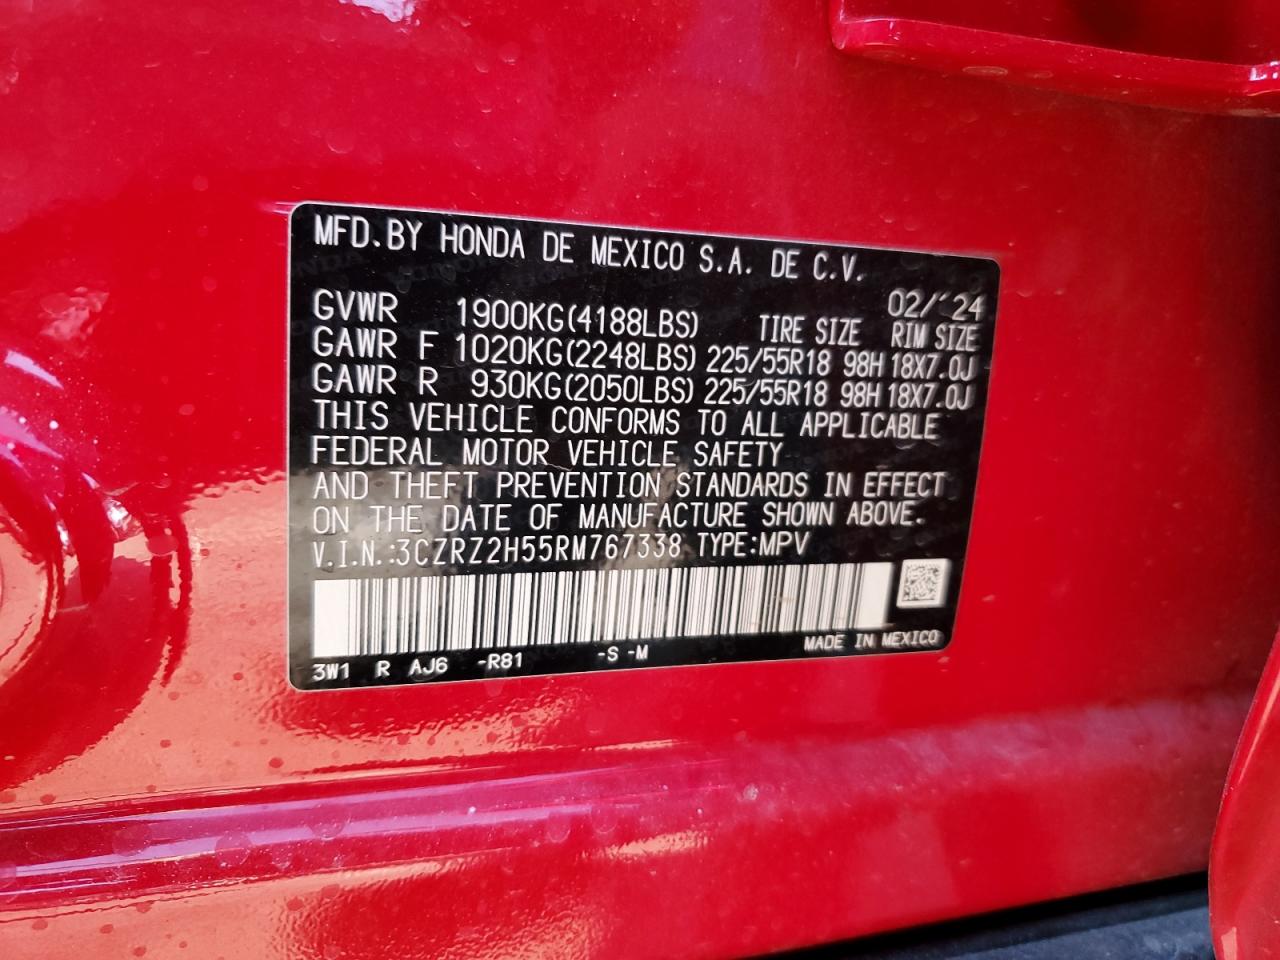 MFD.BY HONDA DE MEXICO S.A. DE C.V.
02/'24
GVWR 1900KG(4188LBS) TIRE SIZE RIM SIZE
GAWR F 1020KG(2248LBS) 225/55R18 98H 18X7.0J
GAWR R 930KG(2050LBS) 225/55R18 98H 18X7.0J
THIS VEHICLE CONFORMS TO ALL APPLICABLE
FEDERAL MOTOR VEHICLE SAFETY
AND THEFT PREVENTION STANDARDS IN EFFECT
ON THE DATE OF MANUFACTURE SHOWN ABOVE.
V.I.N.:3CZRZ2H55RM767338 TYPE:MPV
3W1 R AJ6 -R81 -S -M MADE IN MEXICO